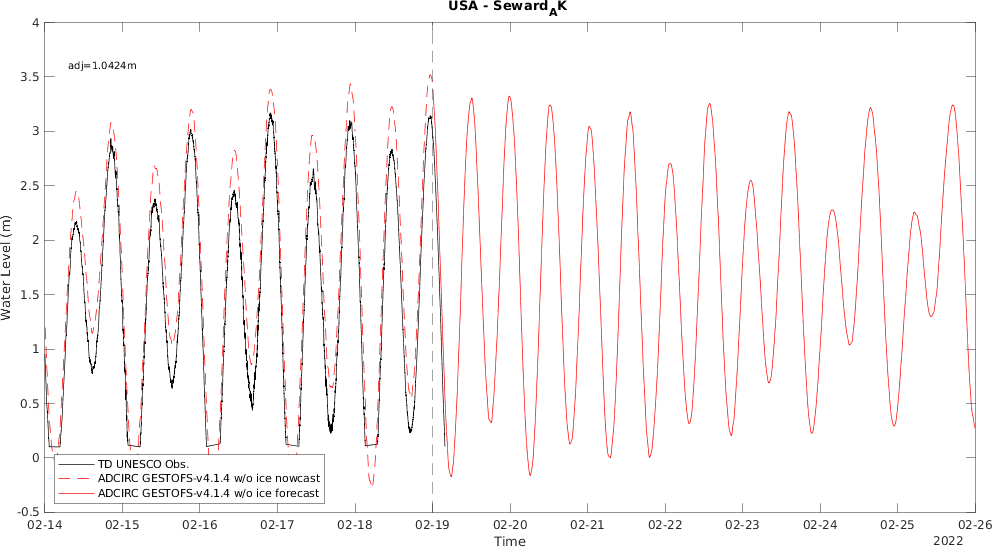 USA - Seward_AK
adj=1.0424m
4
3.5
3
2.5
2
1.5
1
0.5
0
-0.5
Water Level (m)
TD UNESCO Obs.
ADCIRC GESTOFS-v4.1.4 w/o ice nowcast
ADCIRC GESTOFS-v4.1.4 w/o ice forecast
02-14 02-15 02-16 02-17 02-18 02-19 02-20 02-21 02-22 02-23 02-24 02-25 02-26
Time
2022